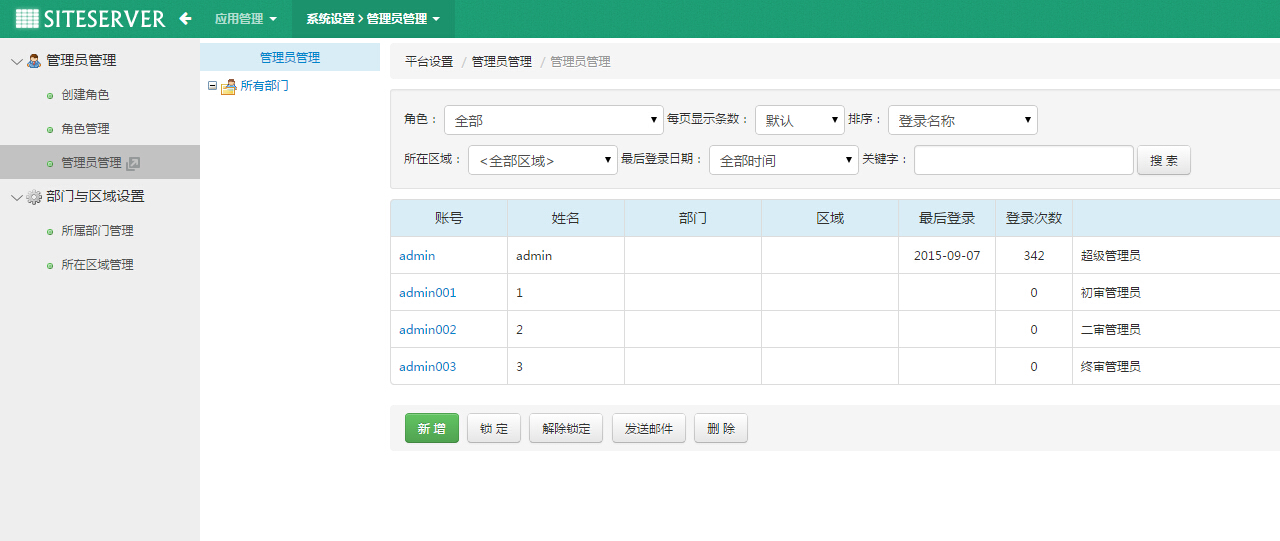 SITESERVER 应用管理 系统设置 > 管理员管理
管理员管理
创建角色
角色管理
管理员管理
部门与区域设置
所属部门管理
所在区域管理
管理员管理
所有部门
平台设置 / 管理员管理 / 管理员管理
角色： 全部 每页显示条数： 默认 排序： 登录名称
所在区域： <全部区域> 最后登录日期： 全部时间 关键字： 搜 索
账号 姓名 部门 区域 最后登录 登录次数
admin admin 2015-09-07 342 超级管理员
admin001 1 0 初审管理员
admin002 2 0 二审管理员
admin003 3 0 终审管理员
新 增 锁 定 解除锁定 发送邮件 删 除